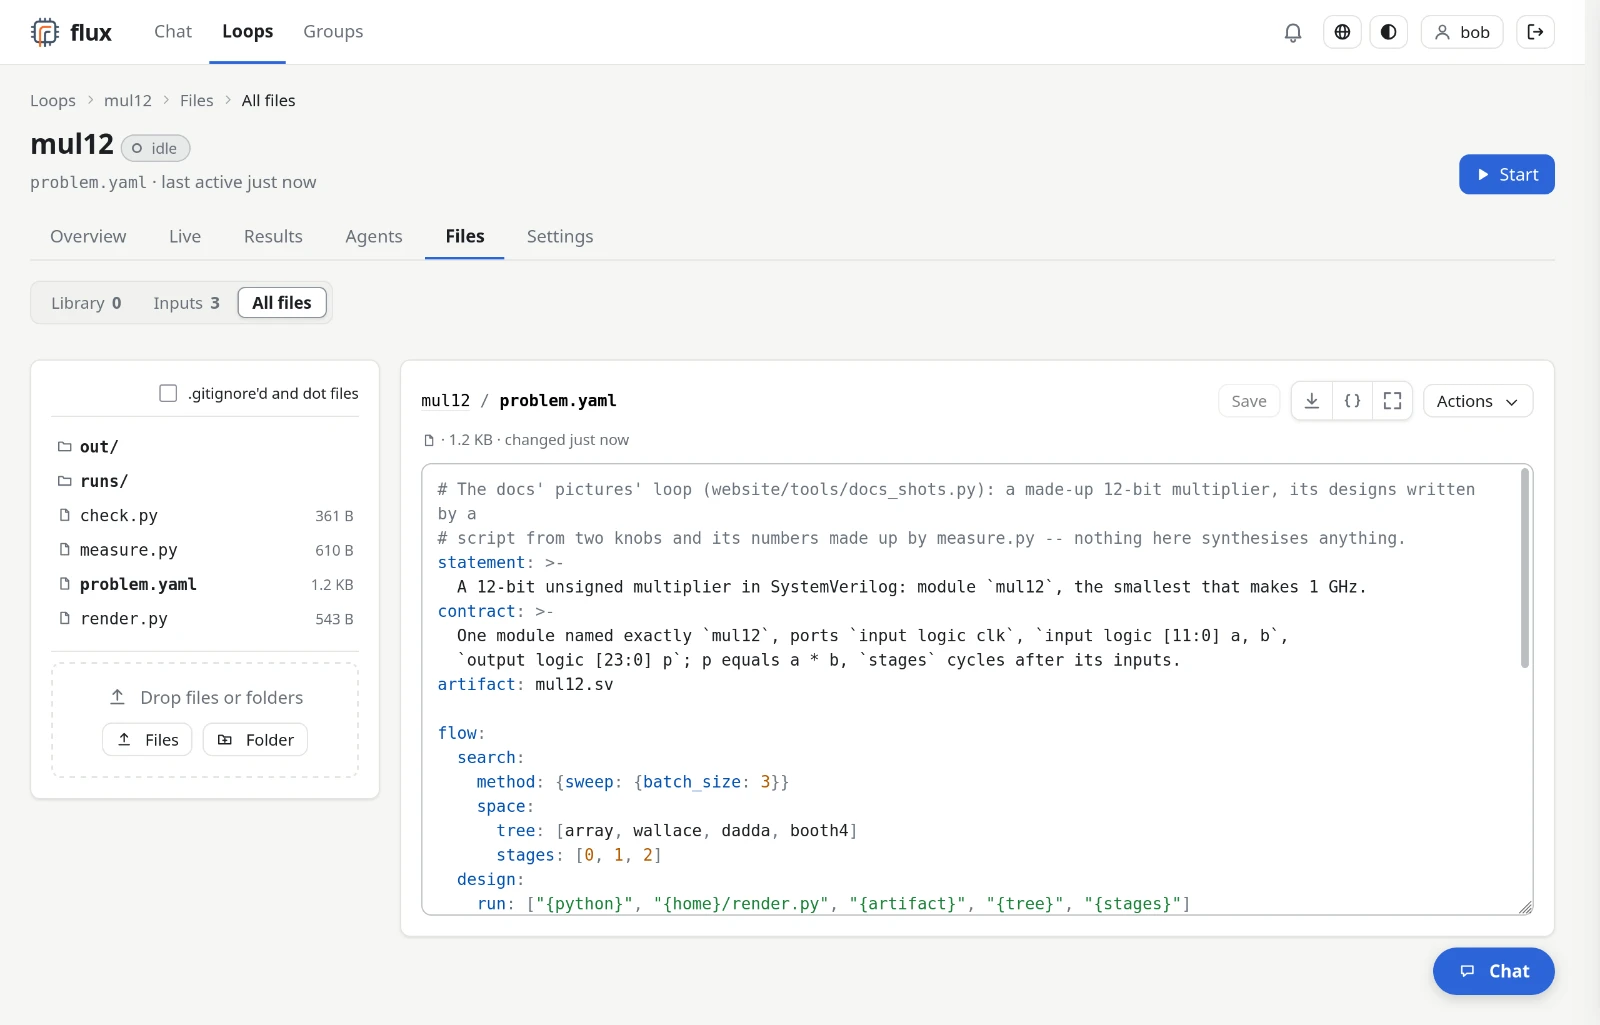 flux
Chat
Loops
Groups
bob
Loops > mul12 > Files > All files
mul12
idle
problem.yaml · last active just now
Start
Overview
Live
Results
Agents
Files
Settings
Library 0
Inputs 3
All files
.gitignore'd and dot files
out/
runs/
check.py 361 B
measure.py 610 B
problem.yaml 1.2 KB
render.py 543 B
Drop files or folders
Files
Folder
mul12 / problem.yaml
Save
{}
Actions
· 1.2 KB · changed just now
# The docs' pictures' loop (website/tools/docs_shots.py): a made-up 12-bit multiplier, its designs written
by a
# script from two knobs and its numbers made up by measure.py -- nothing here synthesises anything.
statement: >-
A 12-bit unsigned multiplier in SystemVerilog: module `mul12`, the smallest that makes 1 GHz.
contract: >-
One module named exactly `mul12`, ports `input logic clk`, `input logic [11:0] a, b`,
`output logic [23:0] p`; p equals a * b, `stages` cycles after its inputs.
artifact: mul12.sv
flow:
search:
method: {sweep: {batch_size: 3}}
space:
tree: [array, wallace, dadda, booth4]
stages: [0, 1, 2]
design:
run: ["{python}", "{home}/render.py", "{artifact}", "{tree}", "{stages}"]
Chat